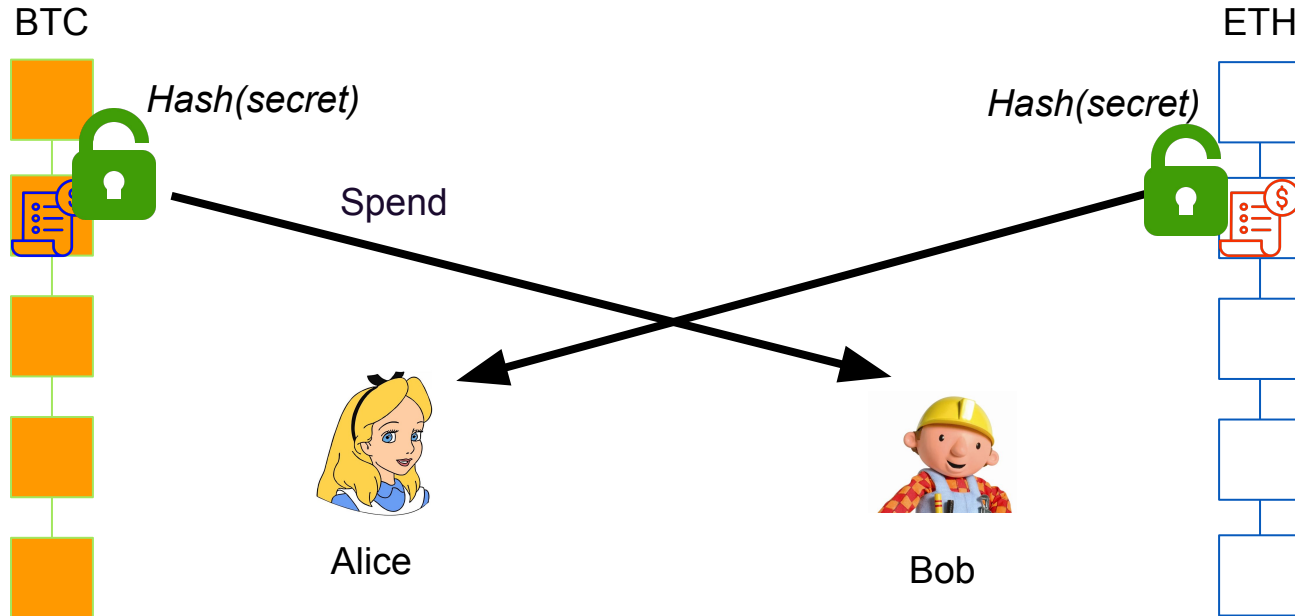 BTC
ETH
Hash(secret)
Hash(secret)
Spend
$
$
Alice
Bob